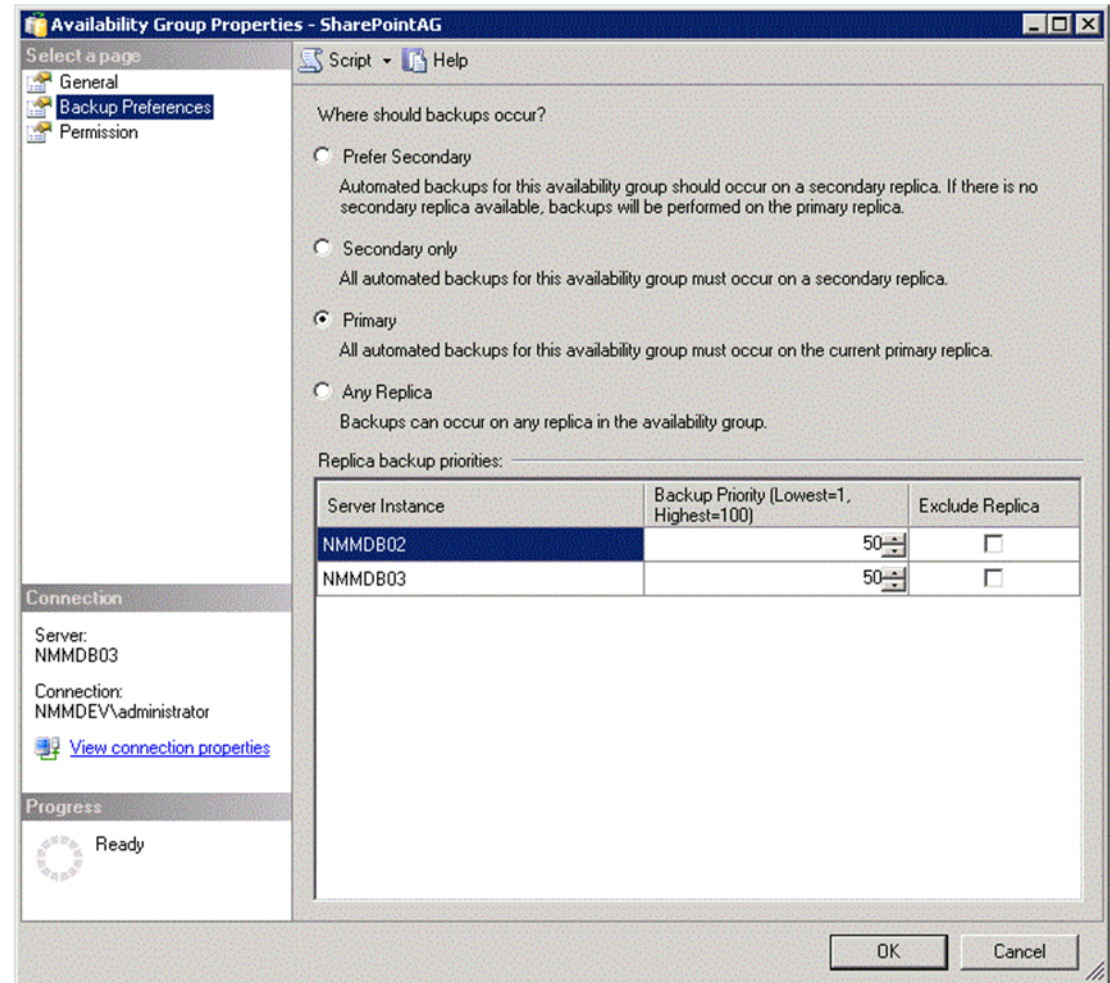 Availability Group Properties - SharePointAG
Select a page
General
Backup Preferences
Permission
Script
Help
Where should backups occur?
Prefer Secondary
Automated backups for this availability group should occur on a secondary replica. If there is no
secondary replica available, backups will be performed on the primary replica.
Secondary only
All automated backups for this availability group must occur on a secondary replica.
Primary
All automated backups for this availability group must occur on the current primary replica.
Any Replica
Backups can occur on any replica in the availability group.
Replica backup priorities:
Server Instance
Backup Priority (Lowest=1,
Highest=100)
Exclude Replica
NMMDB02 50
NMMDB03 50
Connection
Server:
NMMDB03
Connection:
NMMDEV\administrator
View connection properties
Progress
Ready
OK
Cancel